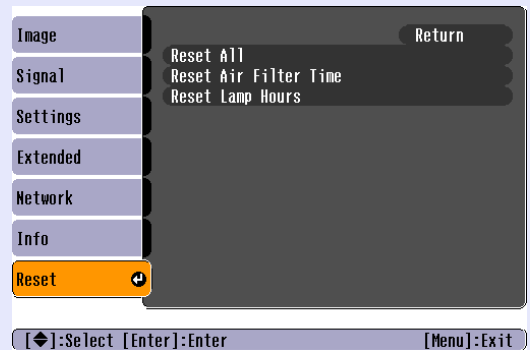 Image
Signal
Settings
Extended
Network
Info
Reset
Return
Reset All
Reset Air Filter Time
Reset Lamp Hours
[◆]:Select [Enter]:Enter
[Menu]:Exit